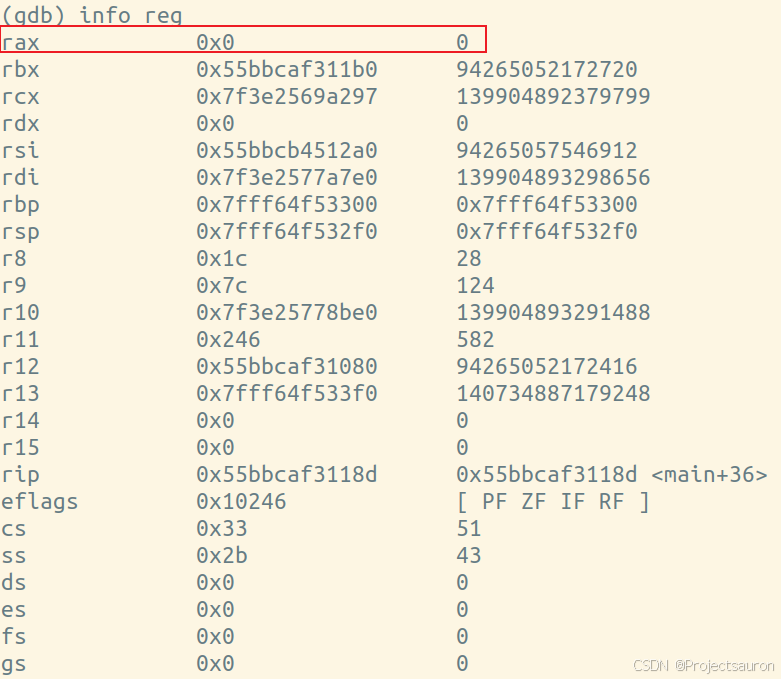 (gdb) info reg
rax 0x0 0
rbx 0x55bbcaf311b0 94265052172720
rcx 0x7f3e2569a297 139904892379799
rdx 0x0 0
rsi 0x55bbcb4512a0 94265057546912
rdi 0x7f3e2577a7e0 139904893298656
rbp 0x7fff64f53300 0x7fff64f53300
rsp 0x7fff64f532f0 0x7fff64f532f0
r8 0x1c 28
r9 0x7c 124
r10 0x7f3e25778be0 139904893291488
r11 0x246 582
r12 0x55bbcaf31080 94265052172416
r13 0x7fff64f533f0 140734887179248
r14 0x0 0
r15 0x0 0
rip 0x55bbcaf3118d 0x55bbcaf3118d <main+36>
eflags 0x10246 [ PF ZF IF RF ]
cs 0x33 51
ss 0x2b 43
ds 0x0 0
es 0x0 0
fs 0x0 0
gs 0x0 0
CSDN @Projectsauron